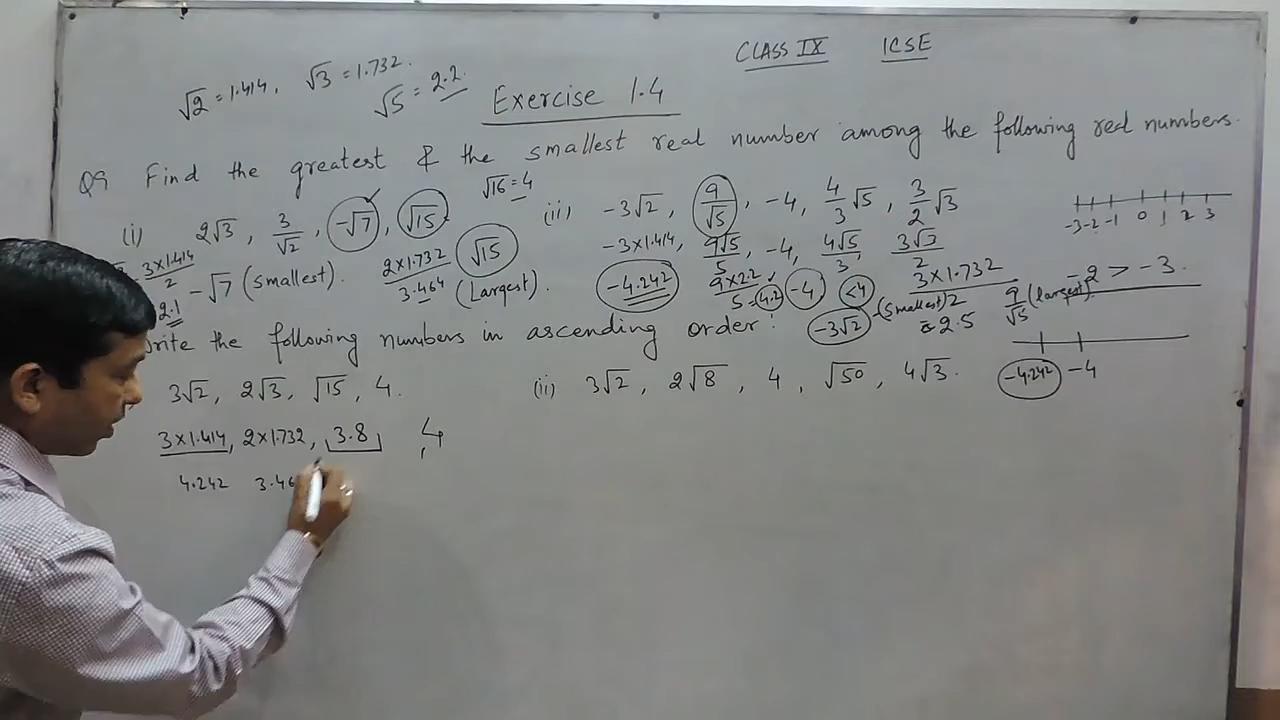 CLASS IX ICSE
√2 = 1.414, √3 = 1.732.
√5 = 2.2.
Exercise 1.4
Q9 Find the greatest & the smallest real number among the following real numbers.
√16 = 4
(i) 2√3, 3/√2, -√7, √15
(ii) -3√2, 9/√5, -4, 4/3 √5, 3/2 √3
-3 -2 -1 0 1 2 3
3×1.414/2
2.1
-√7 (smallest).
2×1.732
3.464
√15
(Largest).
-3×1.414, 9√5/5, -4, 4√5/3, 3√3/2
-4.242
9×2.2/5 = 4.2
-4
<4
3×1.732/2
≈ 2.5
-2 > -3.
-3√2 - (Smallest)
9/√5 (largest).
rite the following numbers in ascending order:
3√2, 2√3, √15, 4.
(ii) 3√2, 2√8, 4, √50, 4√3.
-4.242 -4
3×1.414, 2×1.732, 3.8, 4
4.242 3.46